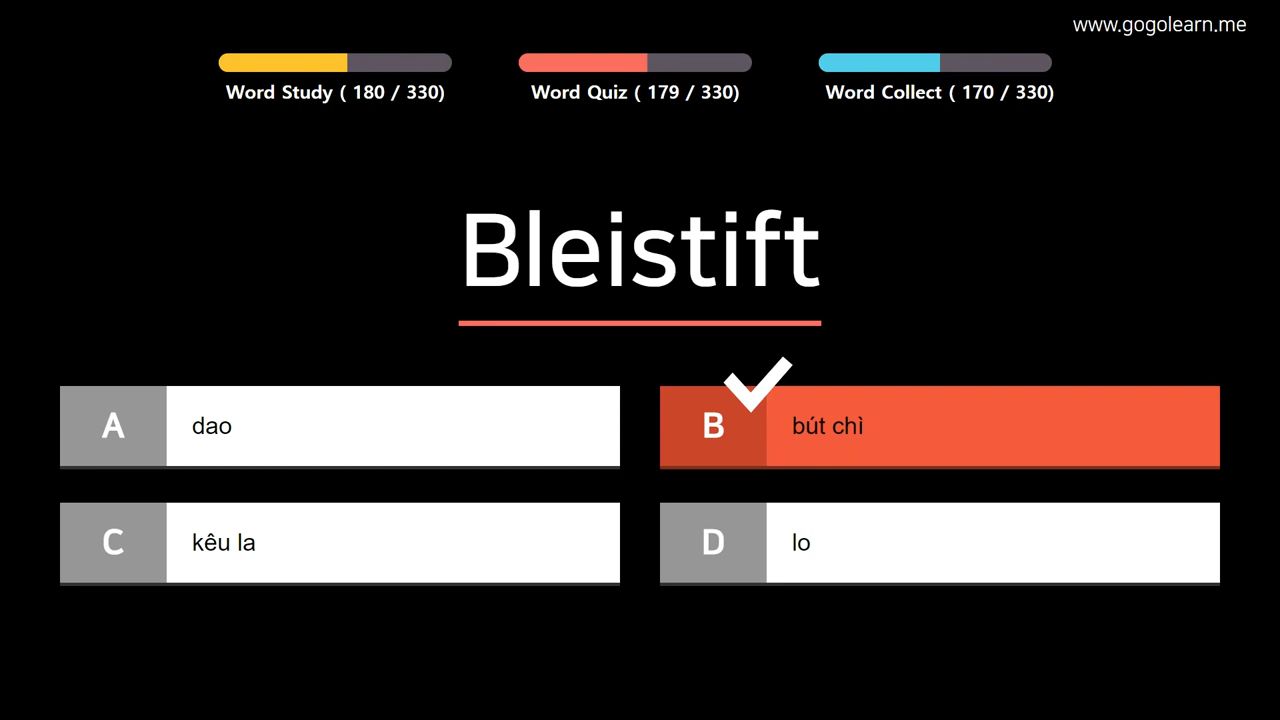 www.gogolearn.me
Word Study ( 180 / 330)
Word Quiz ( 179 / 330)
Word Collect ( 170 / 330)
Bleistift
A dao
B bút chì
C kêu la
D lo